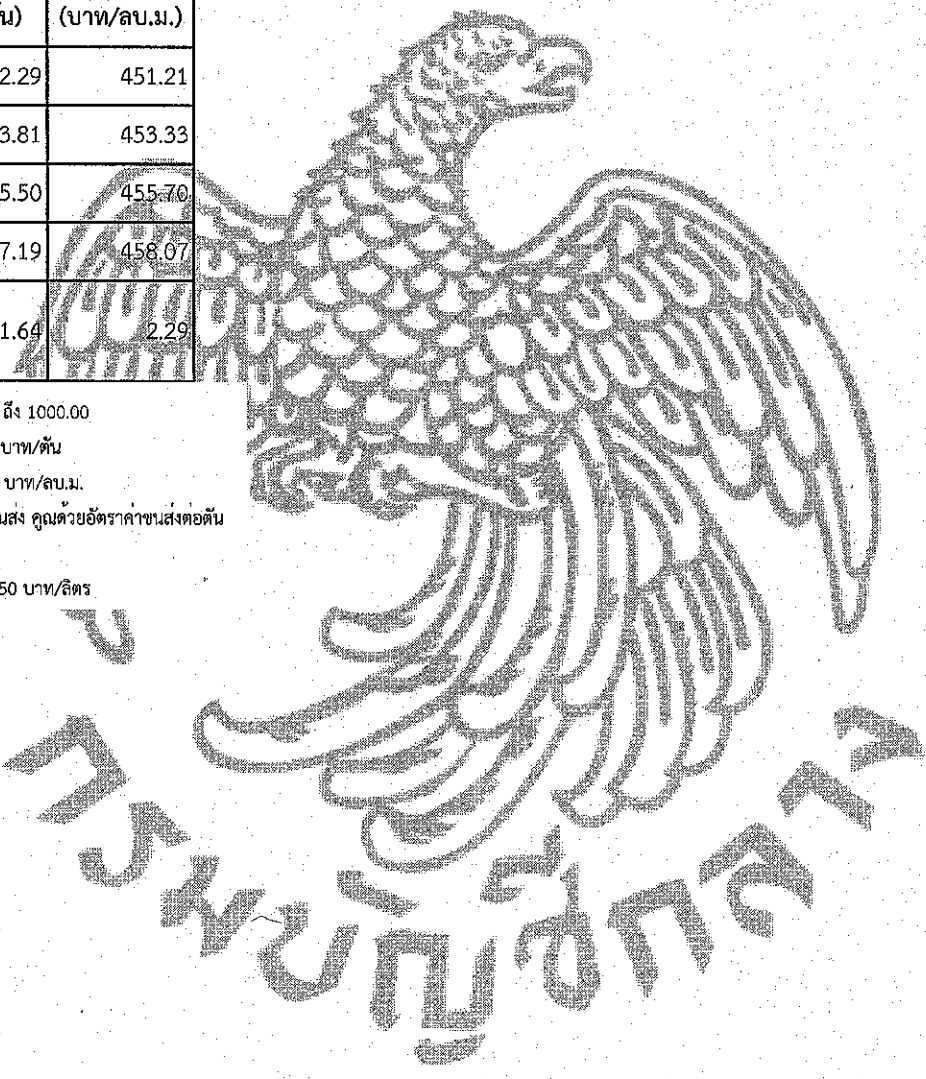 น) (บาท/ลบ.ม.)
2.29 451.21
3.81 453.33
5.50 455.70
7.19 458.07
1.64 2.29
ถึง 1000.00
บาท/ตัน
บาท/ลบ.ม.
นส่ง คูณด้วยอัตราค่าขนส่งต่อตัน
50 บาท/ลิตร
กรมบัญชีกลาง